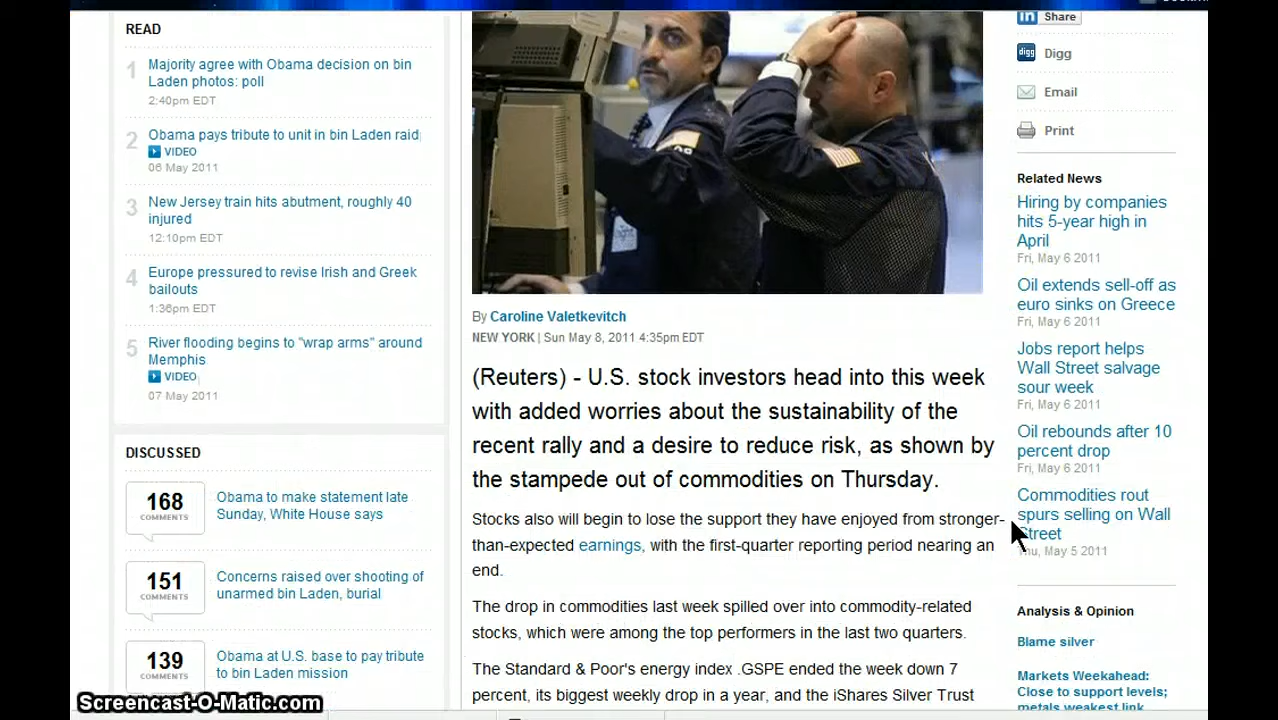 READ
1
Majority agree with Obama decision on bin
Laden photos: poll
2:40pm EDT
2
Obama pays tribute to unit in bin Laden raid
VIDEO
06 May 2011
3
New Jersey train hits abutment, roughly 40
injured
12:10pm EDT
4
Europe pressured to revise Irish and Greek
bailouts
1:36pm EDT
5
River flooding begins to "wrap arms" around
Memphis
VIDEO
07 May 2011
DISCUSSED
168
COMMENTS
Obama to make statement late
Sunday, White House says
151
COMMENTS
Concerns raised over shooting of
unarmed bin Laden, burial
139
COMMENTS
Obama at U.S. base to pay tribute
to bin Laden mission
By Caroline Valetkevitch
NEW YORK | Sun May 8, 2011 4:35pm EDT
(Reuters) - U.S. stock investors head into this week
with added worries about the sustainability of the
recent rally and a desire to reduce risk, as shown by
the stampede out of commodities on Thursday.
Stocks also will begin to lose the support they have enjoyed from stronger-
than-expected earnings, with the first-quarter reporting period nearing an
end.
The drop in commodities last week spilled over into commodity-related
stocks, which were among the top performers in the last two quarters.
The Standard & Poor's energy index .GSPE ended the week down 7
percent, its biggest weekly drop in a year, and the iShares Silver Trust
in Share
digg Digg
Email
Print
Related News
Hiring by companies
hits 5-year high in
April
Fri, May 6 2011
Oil extends sell-off as
euro sinks on Greece
Fri, May 6 2011
Jobs report helps
Wall Street salvage
sour week
Fri, May 6 2011
Oil rebounds after 10
percent drop
Fri, May 6 2011
Commodities rout
spurs selling on Wall
Street
Thu, May 5 2011
Analysis & Opinion
Blame silver
Markets Weekahead:
Close to support levels;
metals weakest link
Screencast-O-Matic.com